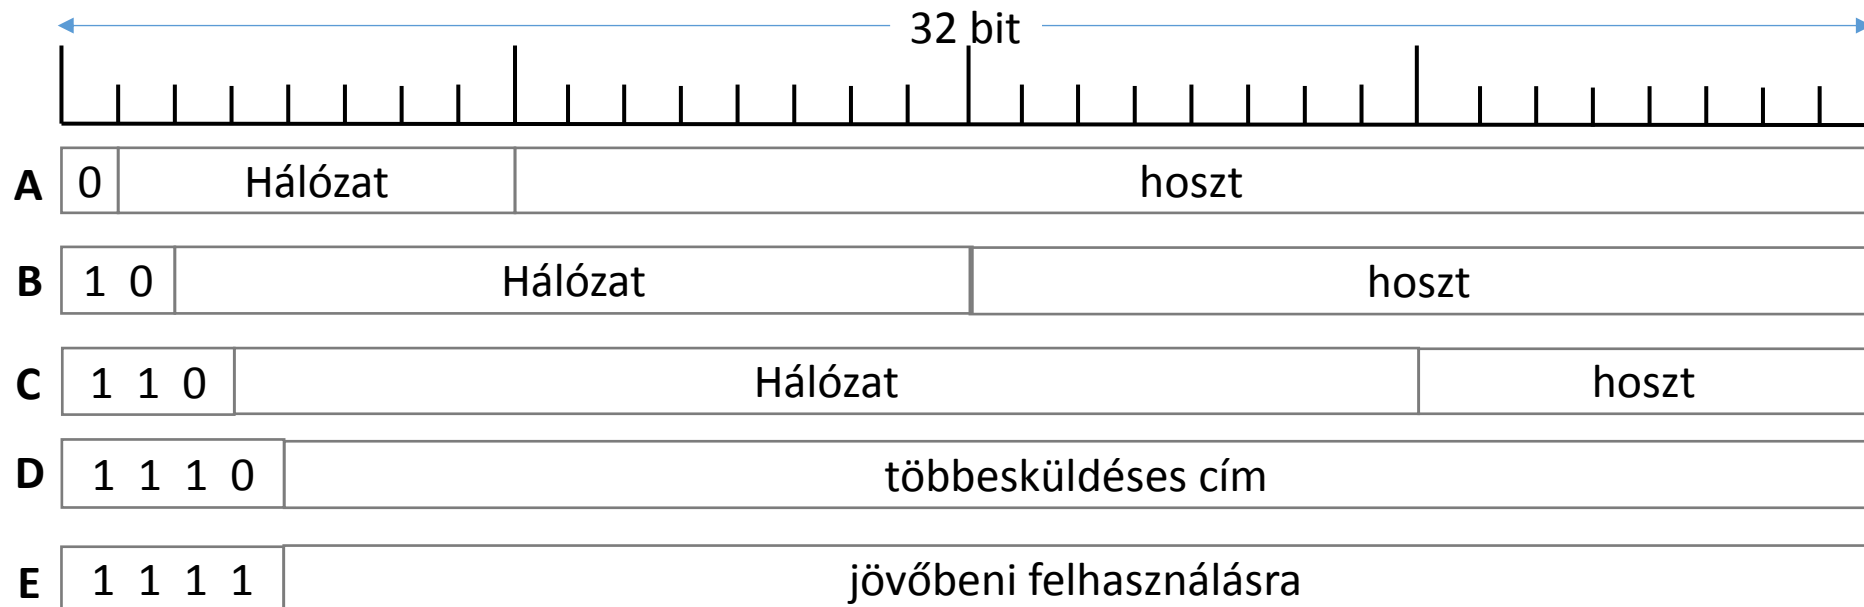 32 bit
A 0 Hálózat hoszt
B 1 0 Hálózat hoszt
C 1 1 0 Hálózat hoszt
D 1 1 1 0 többesküldéses cím
E 1 1 1 1 jövőbeni felhasználásra